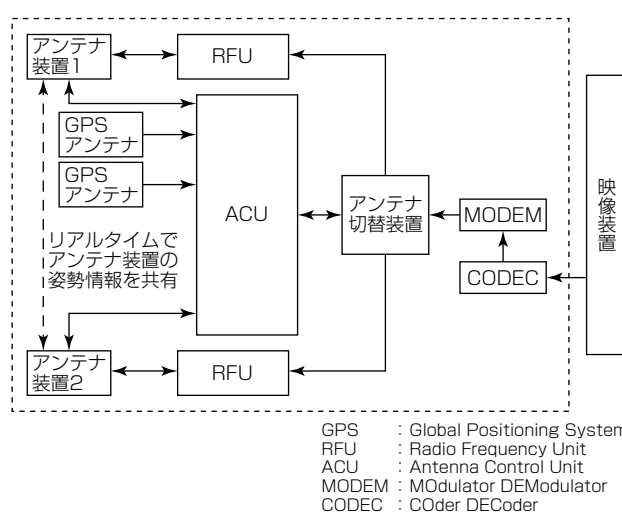 アンテナ
装置1
RFU
GPS
アンテナ
GPS
アンテナ
ACU
アンテナ
切替装置
MODEM
CODEC
映像装置
リアルタイムで
アンテナ装置の
姿勢情報を共有
アンテナ
装置2
RFU
GPS : Global Positioning System
RFU : Radio Frequency Unit
ACU : Antenna Control Unit
MODEM : MOdulator DEModulator
CODEC : COder DECoder